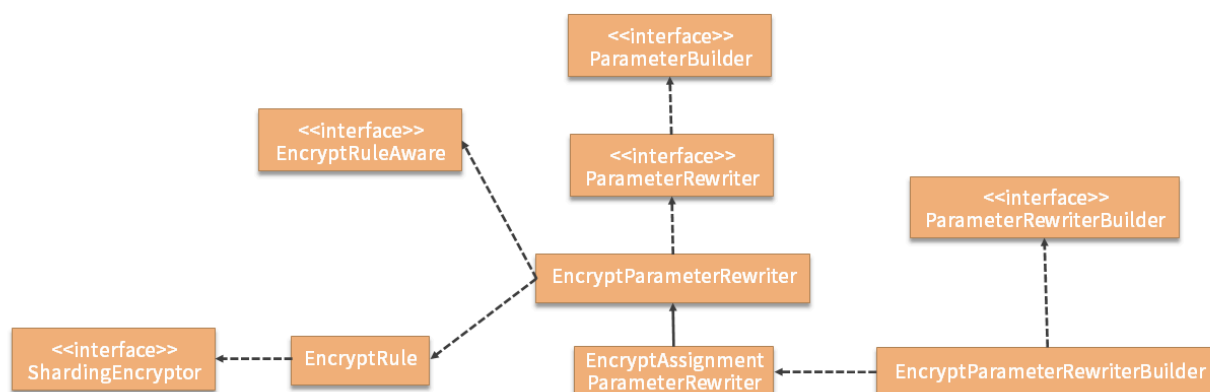 <<interface>>
ParameterBuilder
<<interface>>
EncryptRuleAware
<<interface>>
ParameterRewriter
<<interface>>
ParameterRewriterBuilder
EncryptParameterRewriter
<<interface>>
ShardingEncryptor
EncryptRule
EncryptAssignment
ParameterRewriter
EncryptParameterRewriterBuilder